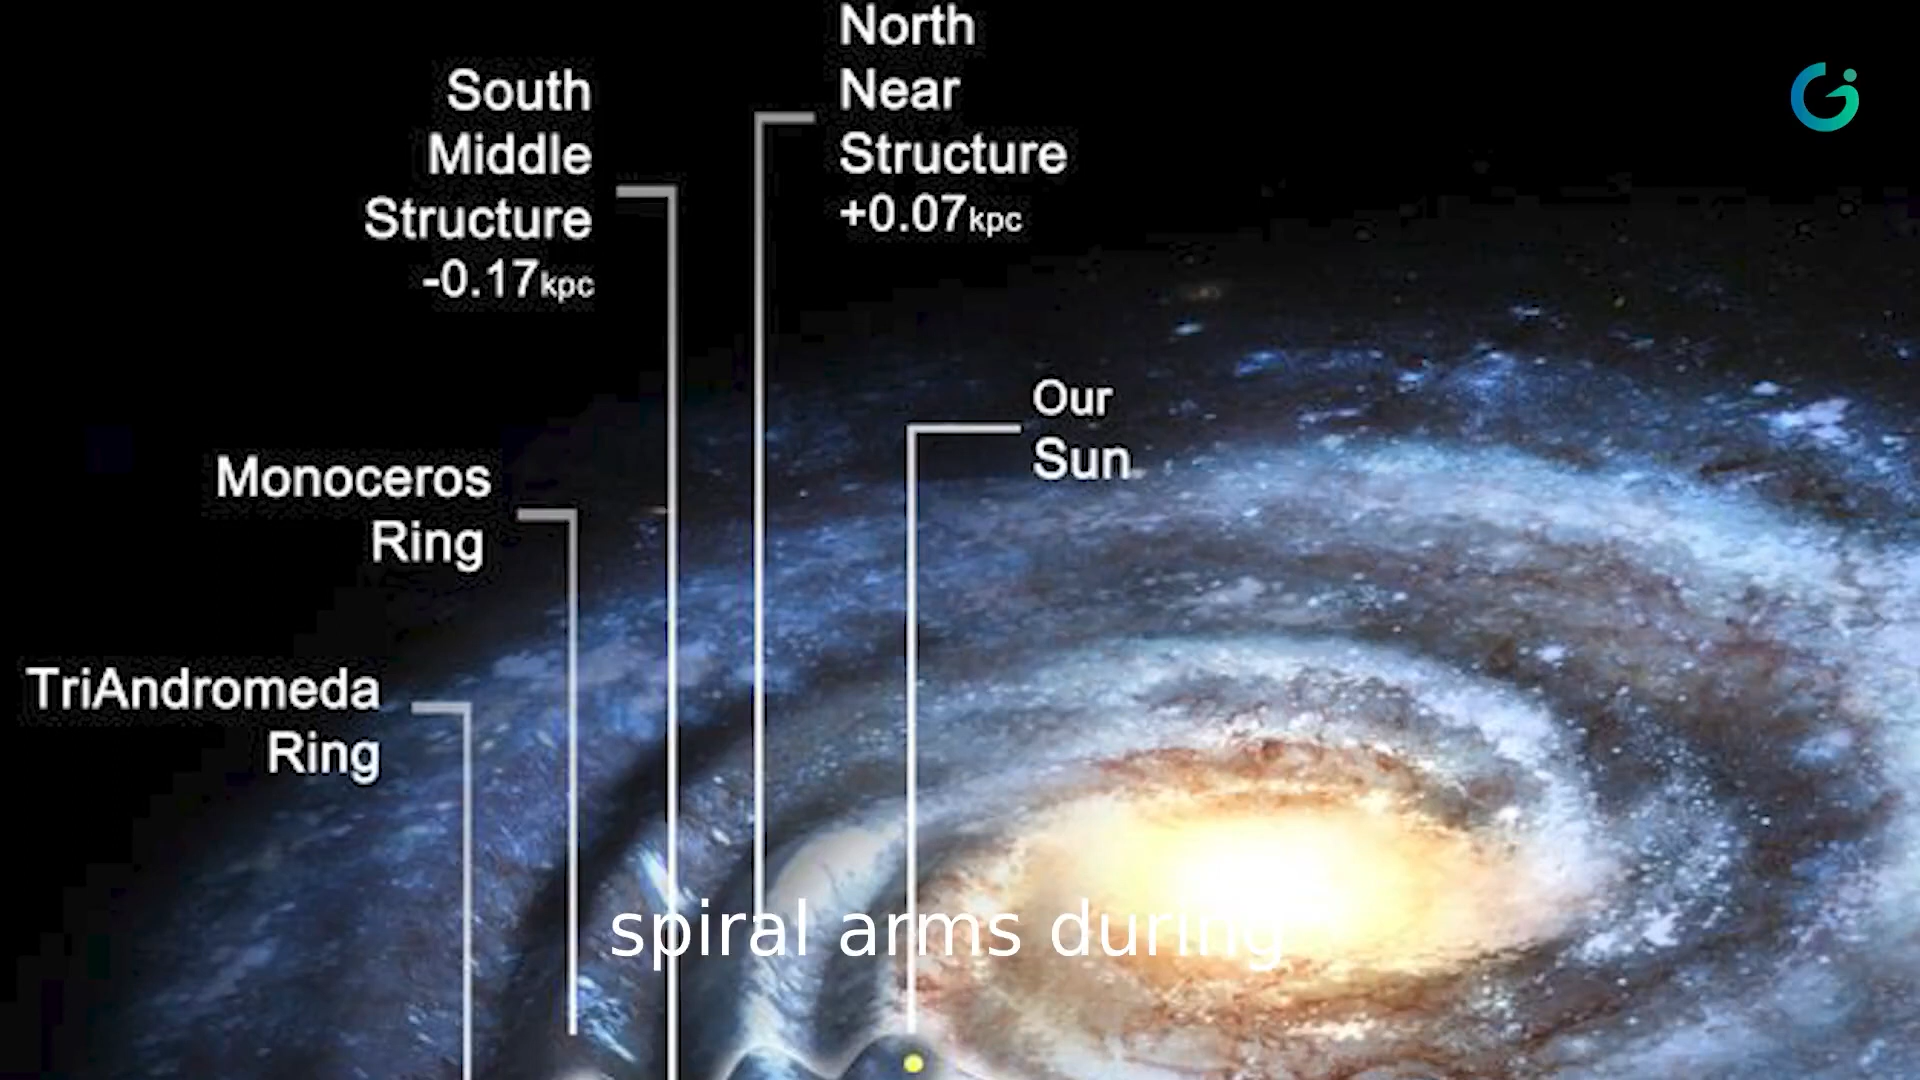 North
Near
Structure
+0.07kpc
South
Middle
Structure
-0.17kpc
Our
Sun
Monoceros
Ring
TriAndromeda
Ring
spiral arms during